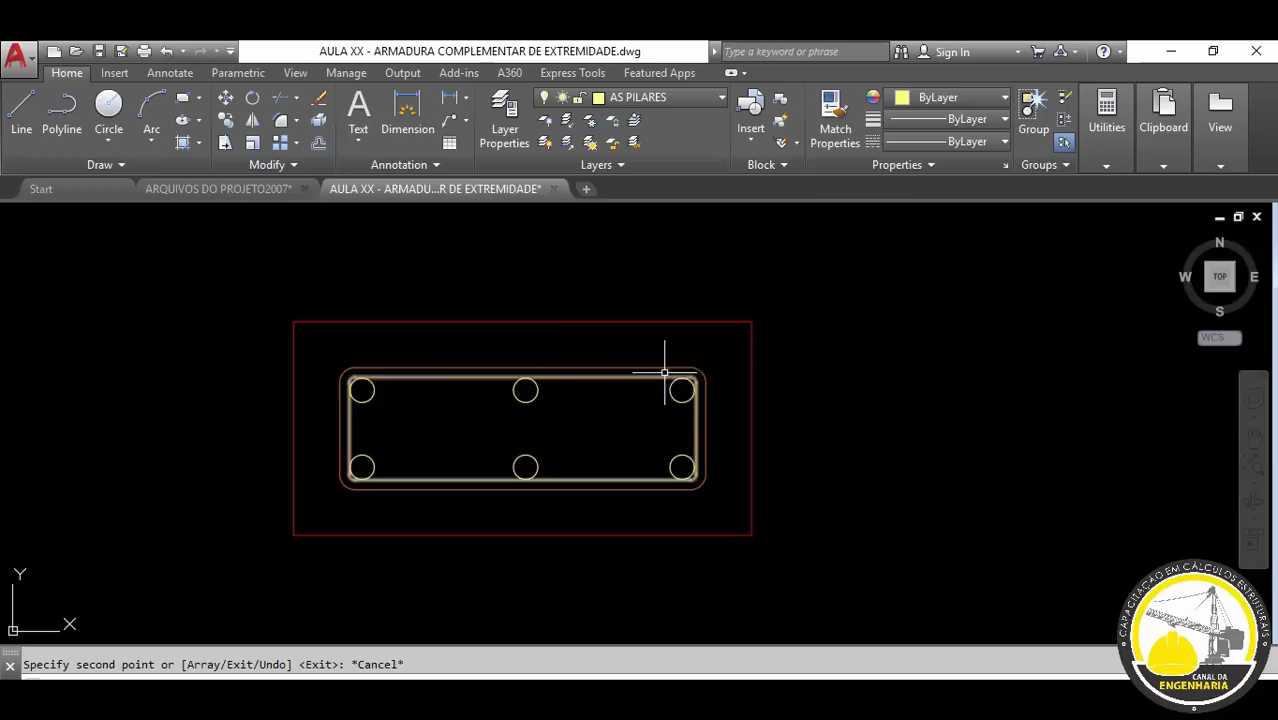 AULA XX - ARMADURA COMPLEMENTAR DE EXTREMIDADE.dwg
Type a keyword or phrase
Sign In
Home
Insert
Annotate
Parametric
View
Manage
Output
Add-ins
A360
Express Tools
Featured Apps
Line
Polyline
Circle
Arc
Text
Dimension
Layer
Properties
AS PILARES
Insert
Match
Properties
ByLayer
ByLayer
ByLayer
Group
Utilities
Clipboard
View
Draw
Modify
Annotation
Layers
Block
Properties
Groups
Start
ARQUIVOS DO PROJETO2007*
AULA XX - ARMADU...R DE EXTREMIDADE*
N
W
TOP
E
S
WCS
Y
X
Specify second point or [Array/Exit/Undo] <Exit>: *Cancel*
CAPACITAÇÃO EM CÁLCULOS ESTRUTURAIS
CANAL DA
ENGENHARIA